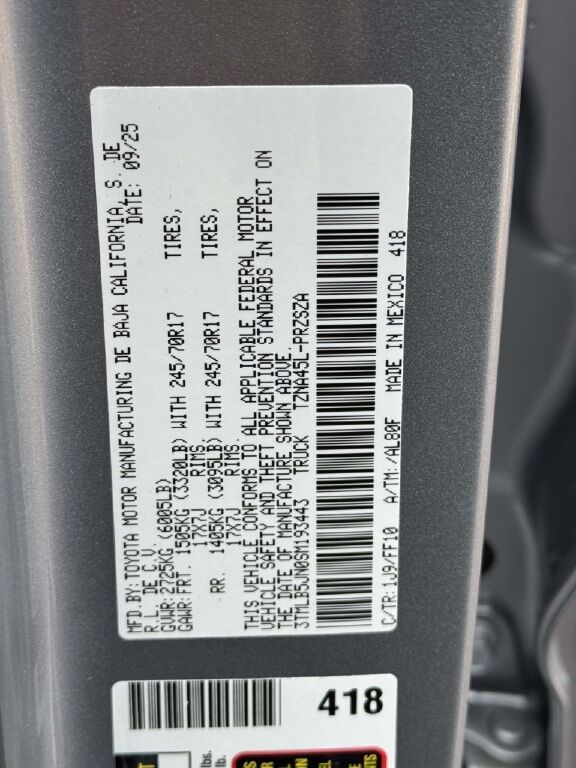 MFD.BY:TOYOTA MOTOR MANUFACTURING DE BAJA CALIFORNIA, S. DE
R.L. DE C.V. DATE: 09/25
GVWR:2725KG (6005LB)
GAWR:FRT. 1505KG (3320LB) WITH 245/70R17 TIRES,
17X7J RIMS,
RR. 1405KG (3095LB) WITH 245/70R17 TIRES,
17X7J RIMS
THIS VEHICLE CONFORMS TO ALL APPLICABLE FEDERAL MOTOR
VEHICLE SAFETY AND THEFT PREVENTION STANDARDS IN EFFECT ON
THE DATE OF MANUFACTURE SHOWN ABOVE.
3TMLB5JN0SM193443 TRUCK TZNA45L-PRZSZA
C/TR:1J9/FF10 A/TM:/AL80F MADE IN MEXICO 418
418
lbs.
lb.